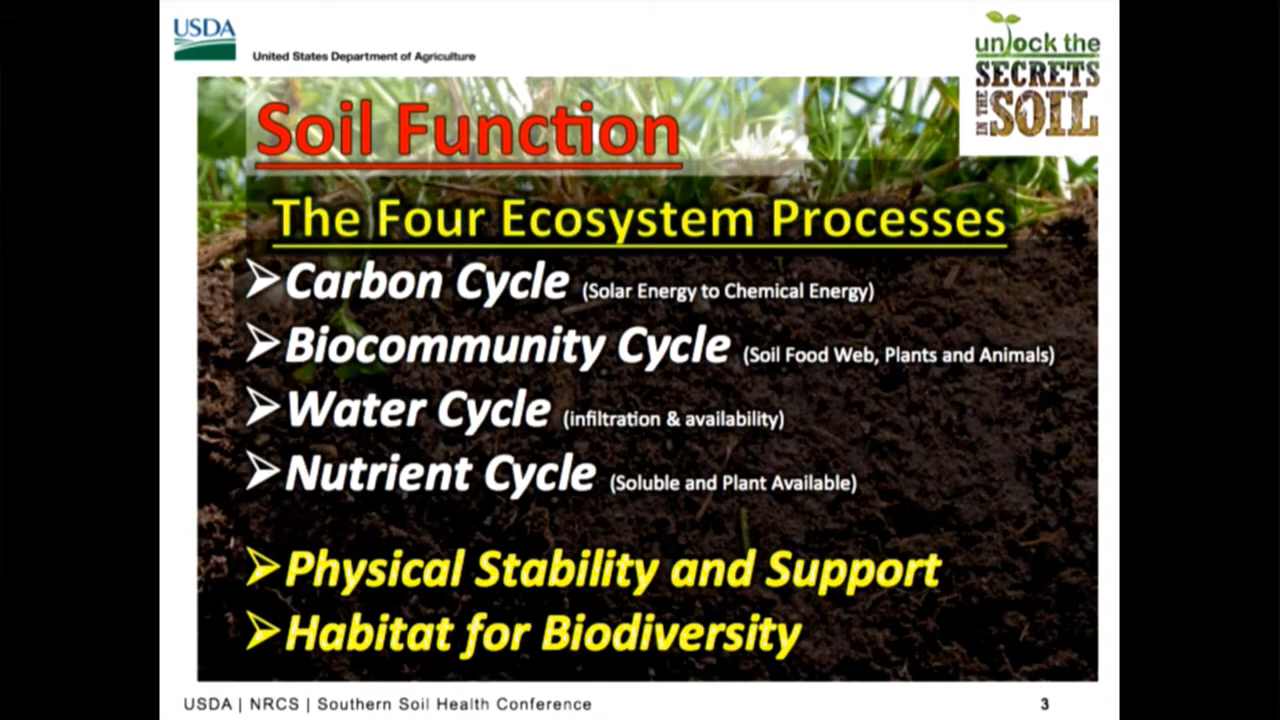 USDA
United States Department of Agriculture
unlock the
SECRETS
IN THE
SOIL
Soil Function
The Four Ecosystem Processes
➢Carbon Cycle (Solar Energy to Chemical Energy)
➢Biocommunity Cycle (Soil Food Web, Plants and Animals)
➢Water Cycle (infiltration & availability)
➢Nutrient Cycle (Soluble and Plant Available)
➢Physical Stability and Support
➢Habitat for Biodiversity
USDA | NRCS | Southern Soil Health Conference
3